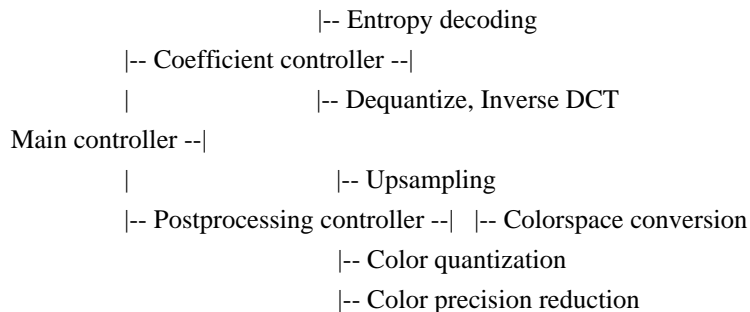 |-- Entropy decoding
|-- Coefficient controller --|
| |-- Dequantize, Inverse DCT
Main controller --|
| |-- Upsampling
|-- Postprocessing controller --| |-- Colorspace conversion
|-- Color quantization
|-- Color precision reduction